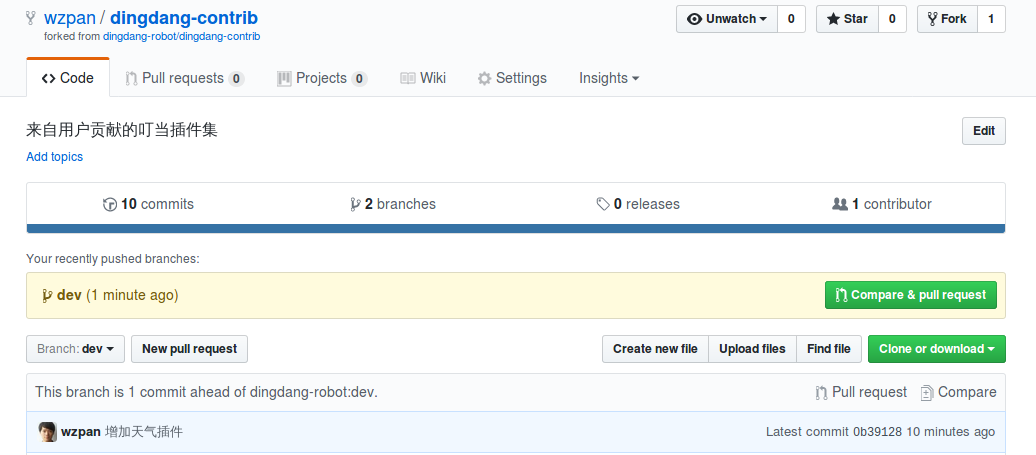 wzpan / dingdang-contrib
forked from dingdang-robot/dingdang-contrib
Unwatch 0 Star 0 Fork 1
Code Pull requests 0 Projects 0 Wiki Settings Insights
来自用户贡献的叮当插件集
Edit
Add topics
10 commits 2 branches 0 releases 1 contributor
Your recently pushed branches:
dev (1 minute ago) Compare & pull request
Branch: dev New pull request Create new file Upload files Find file Clone or download
This branch is 1 commit ahead of dingdang-robot:dev. Pull request Compare
wzpan 增加天气插件 Latest commit 0b39128 10 minutes ago